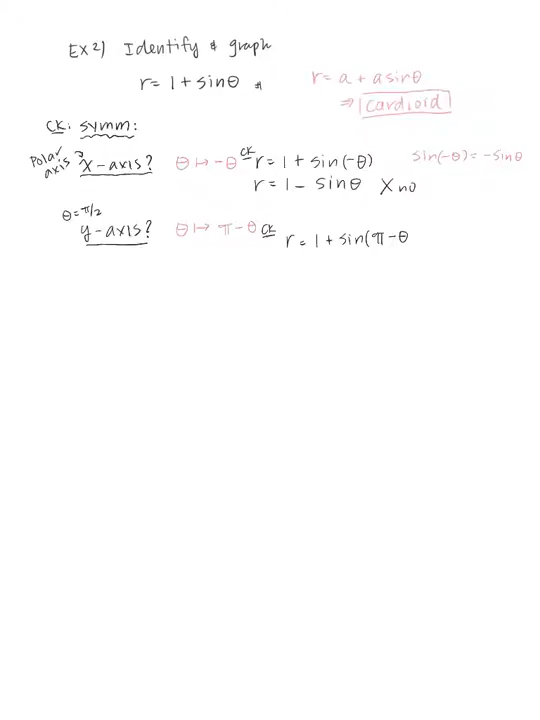 Ex 2) Identify & graph
r = 1 + sinθ *
r = a + a sinθ
⇒ cardioid
CK: symm:
polar axis → x-axis? θ ↦ -θ CK r = 1 + sin(-θ) sin(-θ) = -sinθ
r = 1 - sinθ X no
θ = π/2
y-axis? θ ↦ π-θ CK r = 1 + sin(π-θ